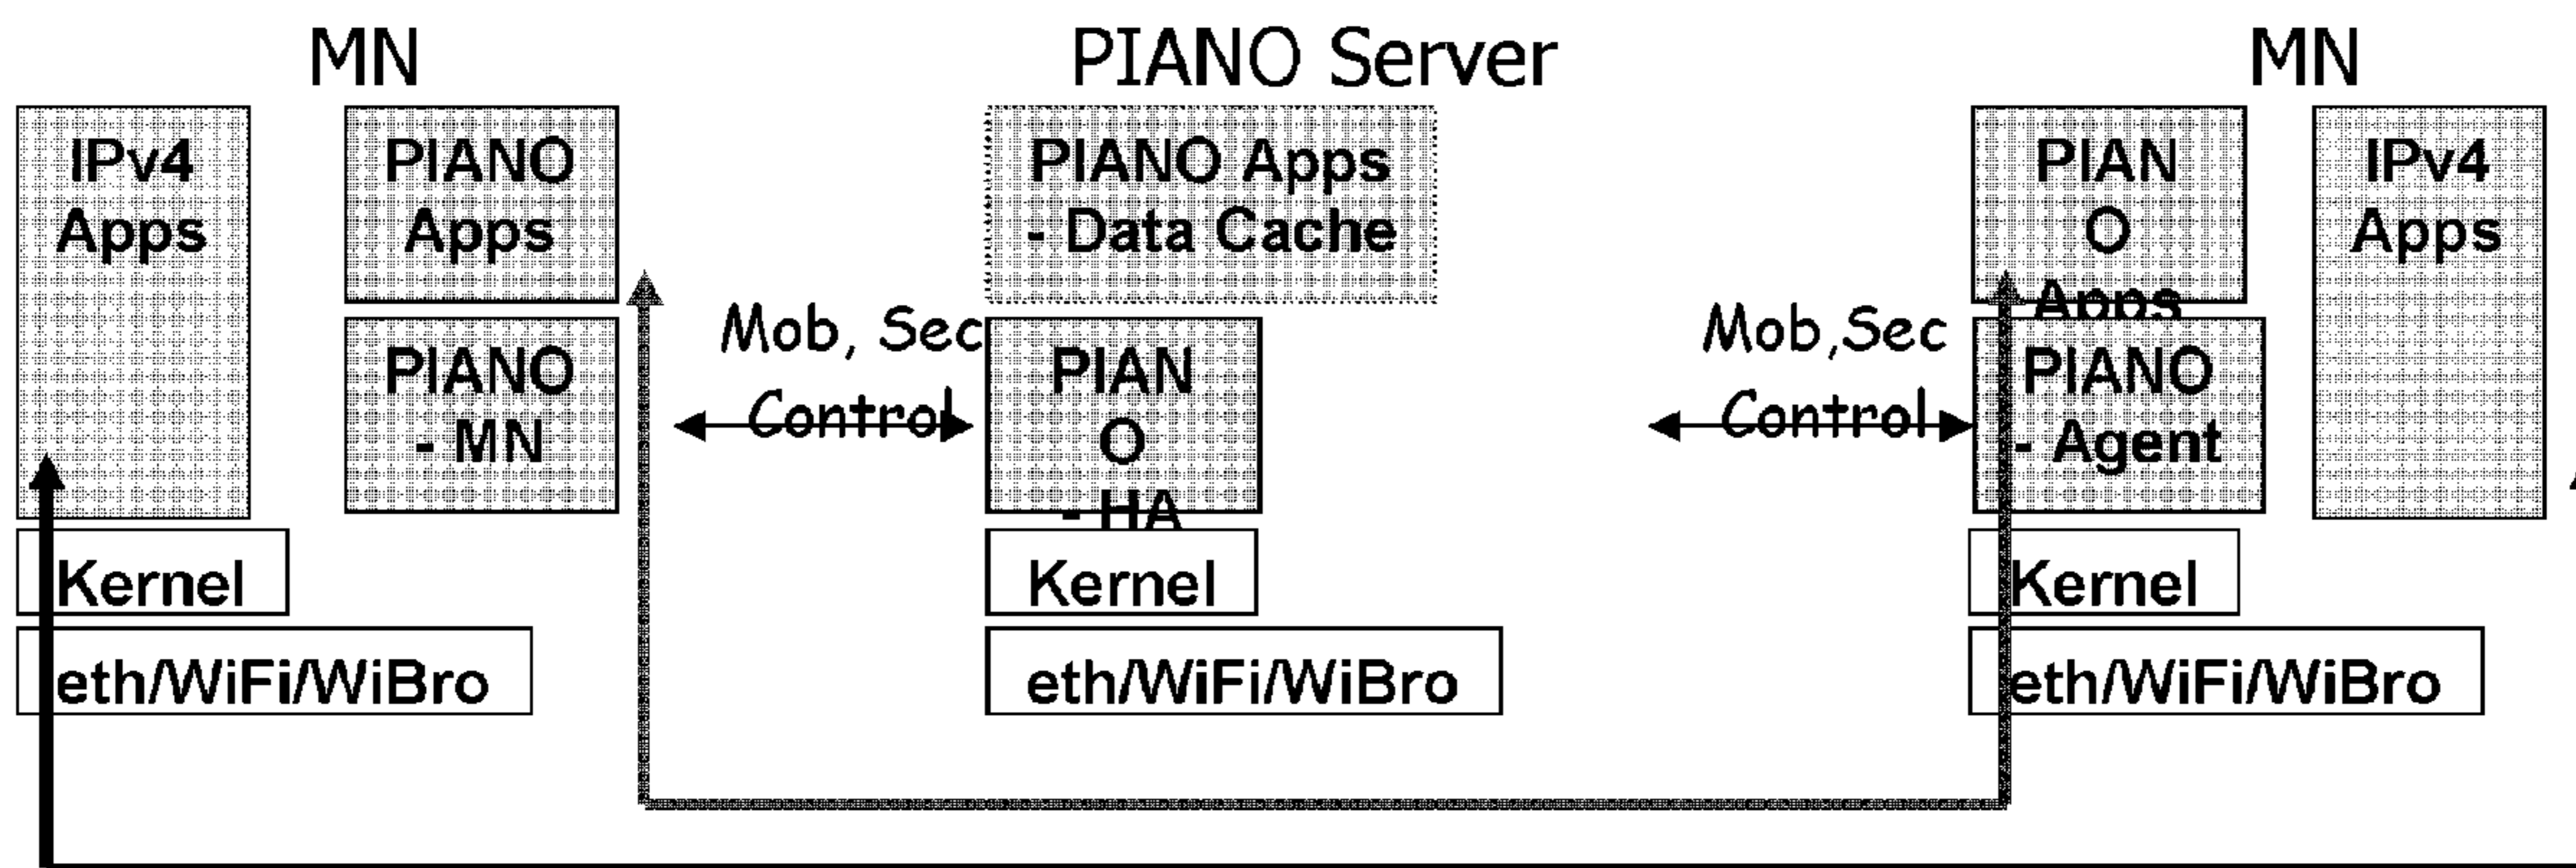 MN
IPv4
Apps
PIANO
Apps
PIANO
- MN
Kernel
eth/WiFi/WiBro
Mob, Sec
Control
PIANO Server
PIANO Apps
- Data Cache
PIAN
O
- HA
Kernel
eth/WiFi/WiBro
Mob,Sec
Control
MN
PIAN
O
Apps
PIANO
- Agent
IPv4
Apps
Kernel
eth/WiFi/WiBro